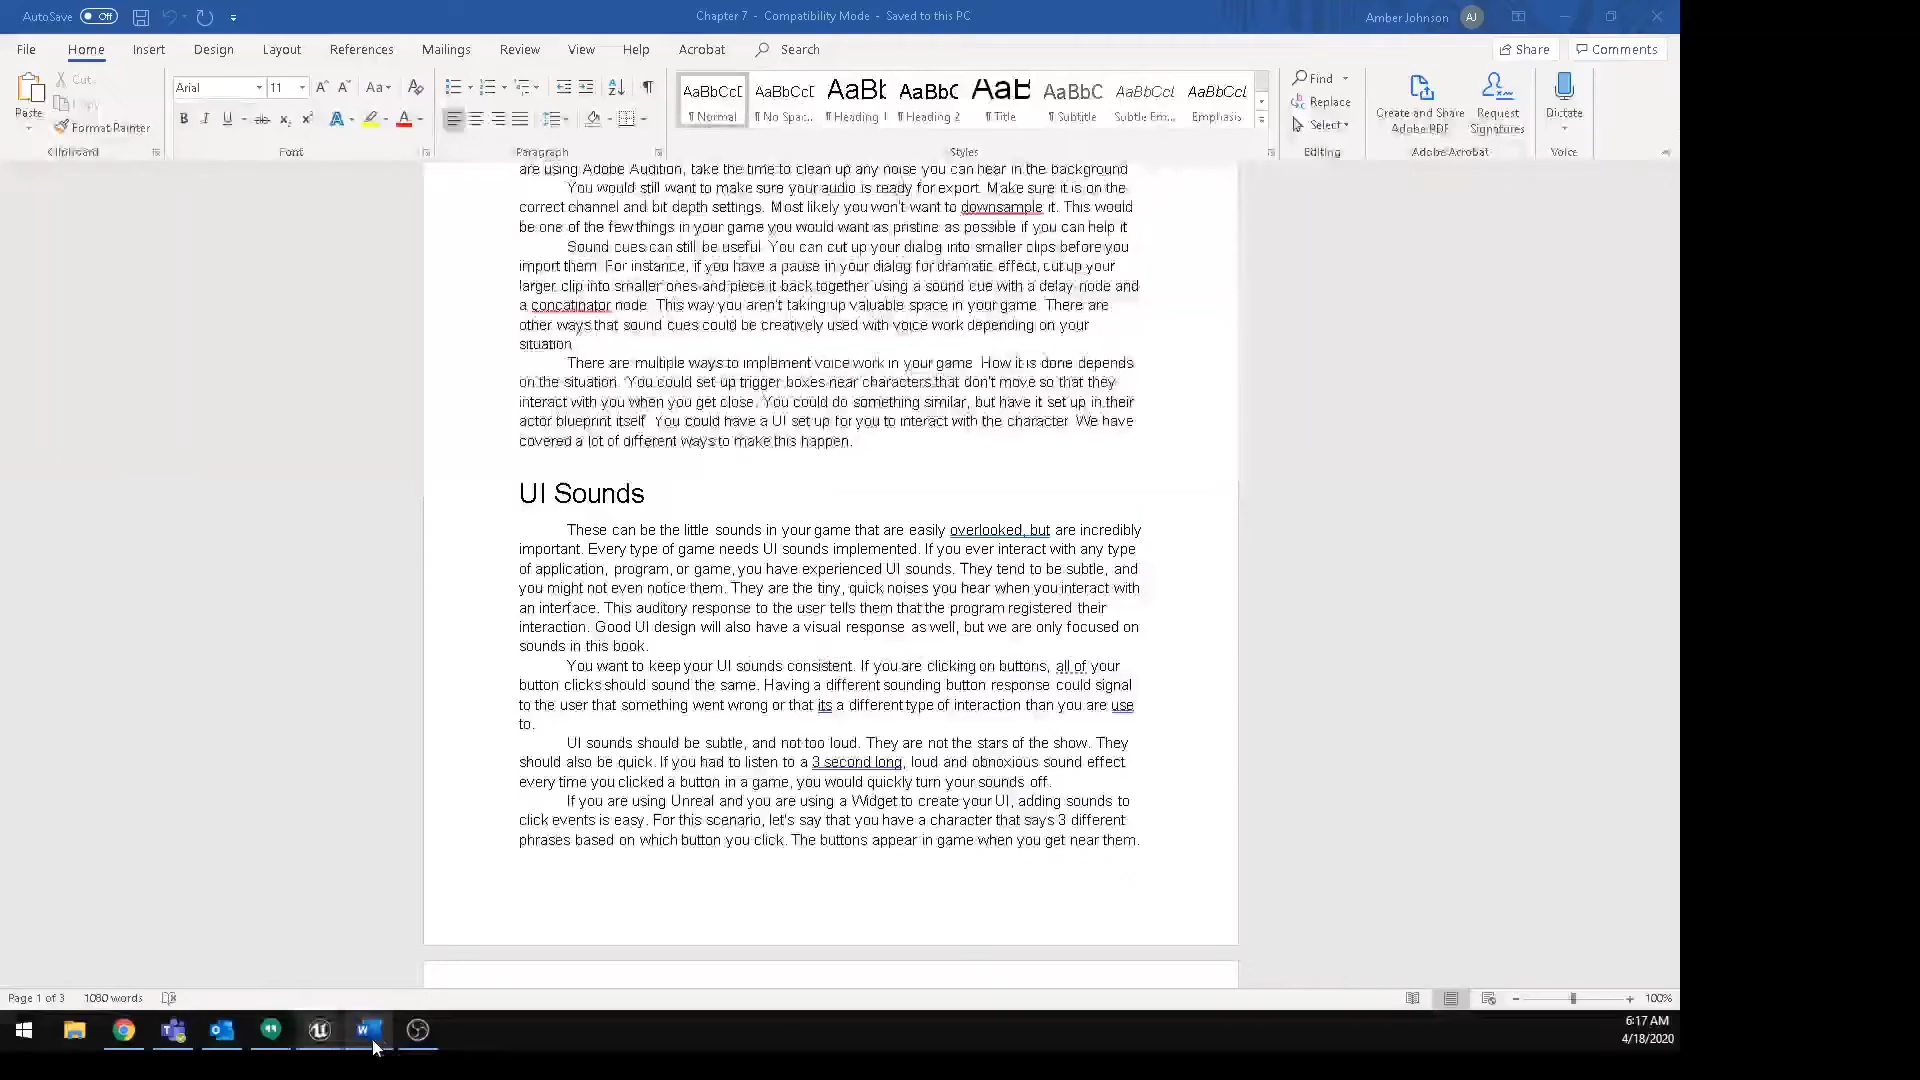 AutoSave Off Chapter 7 - Compatibility Mode - Saved to this PC Amber Johnson AJ
File Home Insert Design Layout References Mailings Review View Help Acrobat Search Share Comments
Paste Cut Copy Format Painter
Clipboard
Arial 11
Font
Paragraph
AaBbCcD AaBbCcD AaBb AaBbC AaB AaBbC AaBbCcL AaBbCcL
¶ Normal ¶ No Spac... ¶ Heading 1 ¶ Heading 2 ¶ Title ¶ Subtitle Subtle Em... Emphasis
Styles
Find
Replace
Select
Editing
Create and Share Adobe PDF
Request Signatures
Adobe Acrobat
Dictate
Voice
are using Adobe Audition, take the time to clean up any noise you can hear in the background
You would still want to make sure your audio is ready for export. Make sure it is on the
correct channel and bit depth settings. Most likely you won't want to downsample it. This would
be one of the few things in your game you would want as pristine as possible if you can help it
Sound cues can still be useful. You can cut up your dialog into smaller clips before you
import them. For instance, if you have a pause in your dialog for dramatic effect, cut up your
larger clip into smaller ones and piece it back together using a sound cue with a delay node and
a concatinator node. This way you aren't taking up valuable space in your game. There are
other ways that sound cues could be creatively used with voice work depending on your
situation
There are multiple ways to implement voice work in your game. How it is done depends
on the situation. You could set up trigger boxes near characters that don't move so that they
interact with you when you get close. You could do something similar, but have it set up in their
actor blueprint itself. You could have a UI set up for you to interact with the character. We have
covered a lot of different ways to make this happen.
UI Sounds
These can be the little sounds in your game that are easily overlooked, but are incredibly
important. Every type of game needs UI sounds implemented. If you ever interact with any type
of application, program, or game, you have experienced UI sounds. They tend to be subtle, and
you might not even notice them. They are the tiny, quick noises you hear when you interact with
an interface. This auditory response to the user tells them that the program registered their
interaction. Good UI design will also have a visual response as well, but we are only focused on
sounds in this book.
You want to keep your UI sounds consistent. If you are clicking on buttons, all of your
button clicks should sound the same. Having a different sounding button response could signal
to the user that something went wrong or that its a different type of interaction than you are use
to.
UI sounds should be subtle, and not too loud. They are not the stars of the show. They
should also be quick. If you had to listen to a 3 second long, loud and obnoxious sound effect
every time you clicked a button in a game, you would quickly turn your sounds off.
If you are using Unreal and you are using a Widget to create your UI, adding sounds to
click events is easy. For this scenario, let's say that you have a character that says 3 different
phrases based on which button you click. The buttons appear in game when you get near them.
Page 1 of 3 1080 words 100%
6:17 AM
4/18/2020